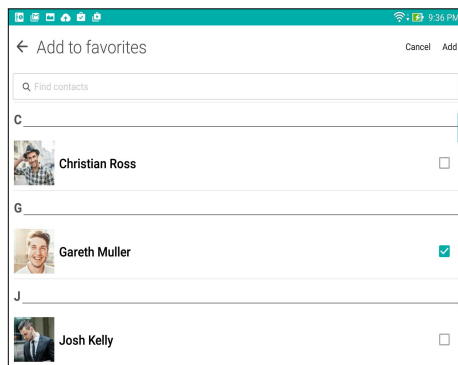 9:36 PM
Add to favorites
Cancel Add
Find contacts
C
Christian Ross
G
Gareth Muller
J
Josh Kelly